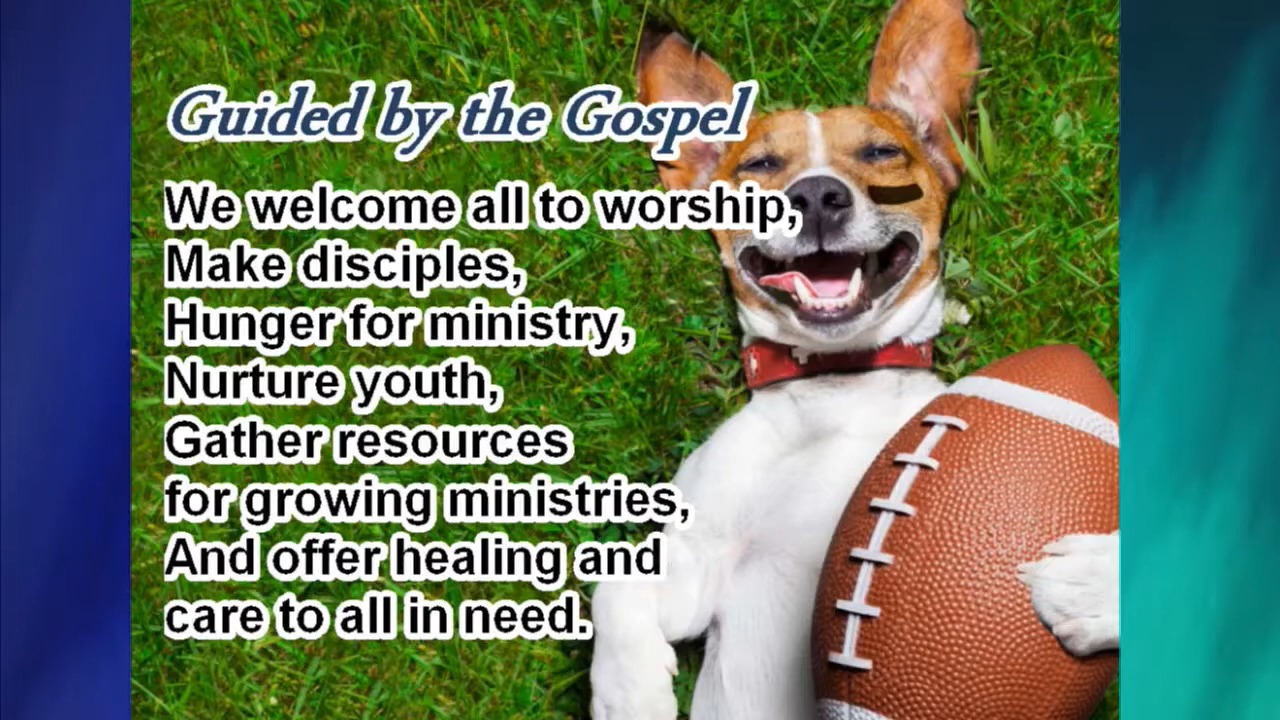 Guided by the Gospel
We welcome all to worship,
Make disciples,
Hunger for ministry,
Nurture youth,
Gather resources
for growing ministries,
And offer healing and
care to all in need.